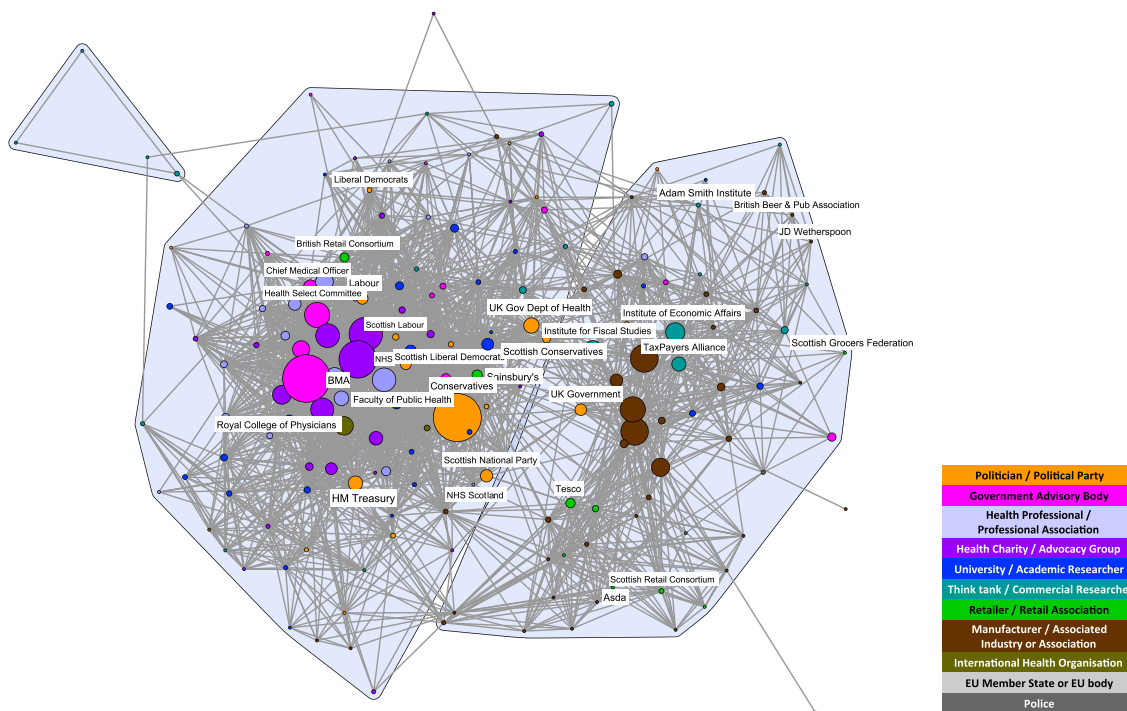 Liberal Democrats
Adam Smith Institute
British Beer & Pub Association
JD Wetherspoon
British Retail Consortium
Chief Medical Officer
Labour
Health Select Committee
UK Gov Dept of Health
Institute of Economic Affairs
Scottish Labour
Institute for Fiscal Studies
Scottish Grocers Federation
TaxPayers Alliance
Scottish Conservatives
NHS
Scottish Liberal Democrats
Sainsbury's
BMA
Conservatives
UK Government
Faculty of Public Health
Royal College of Physicians
Scottish National Party
HM Treasury
NHS Scotland
Tesco
Scottish Retail Consortium
Asda
Politician / Political Party
Government Advisory Body
Health Professional /
Professional Association
Health Charity / Advocacy Group
University / Academic Researcher
Think tank / Commercial Researche
Retailer / Retail Association
Manufacturer / Associated
Industry or Association
International Health Organisation
EU Member State or EU body
Police